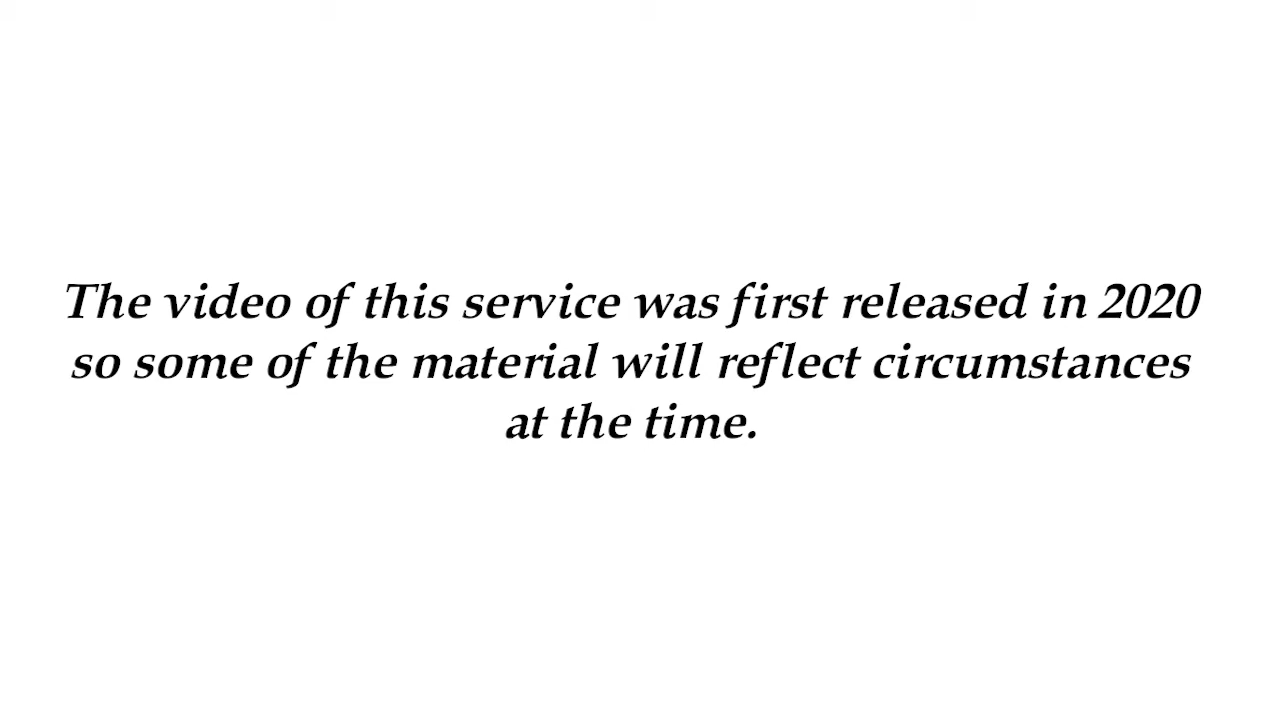 The video of this service was first released in 2020
so some of the material will reflect circumstances
at the time.